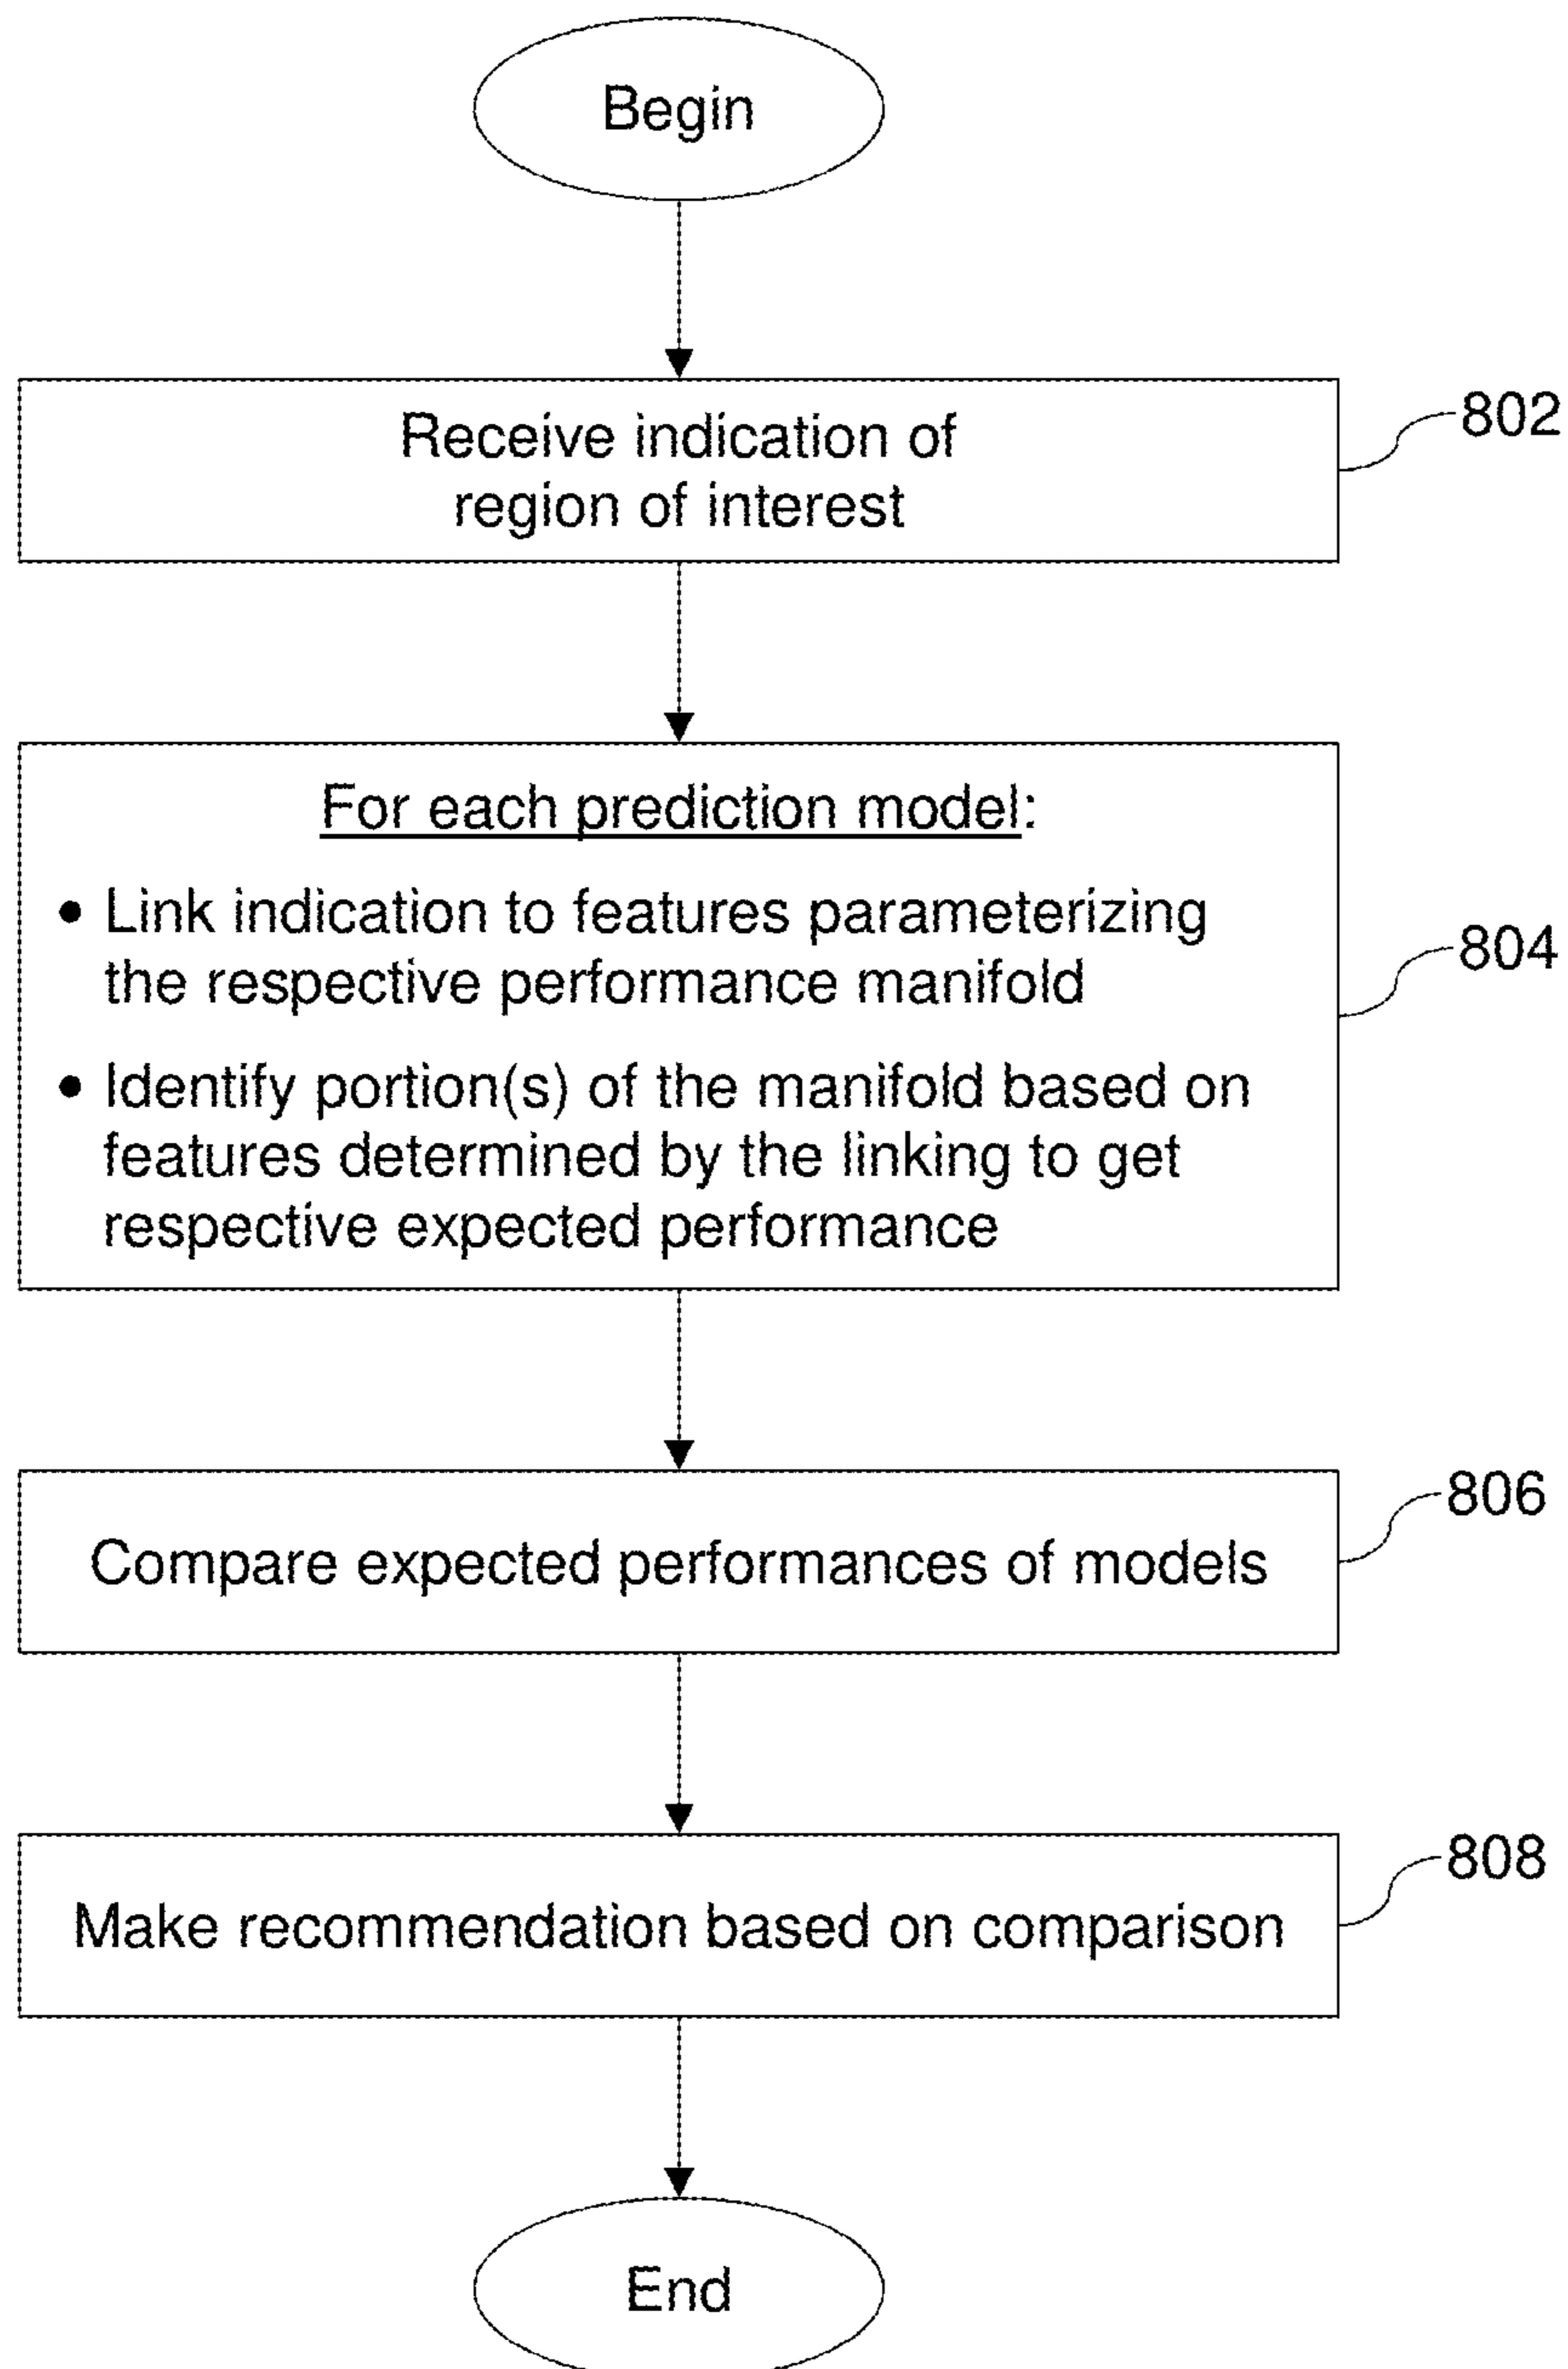 Begin
Receive indication of
region of interest
802
For each prediction model:
• Link indication to features parameterizing
the respective performance manifold
• Identify portion(s) of the manifold based on
features determined by the linking to get
respective expected performance
804
Compare expected performances of models
806
Make recommendation based on comparison
808
End